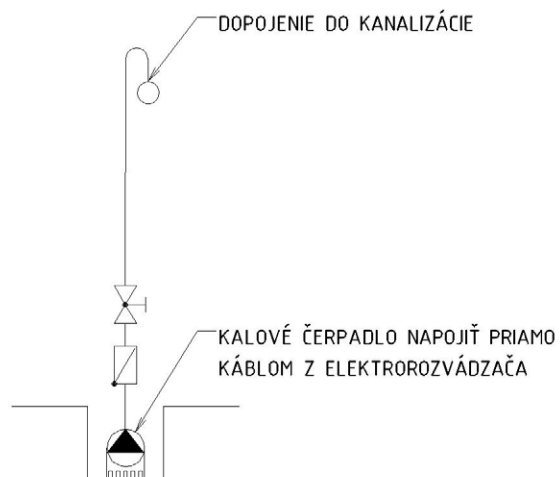 DOPOJENIE DO KANALIZÁCIE
KALOVÉ ČERPADLO NAPOJIŤ PRIAMO
KÁBLOM Z ELEKTROROZVÁDZAČA